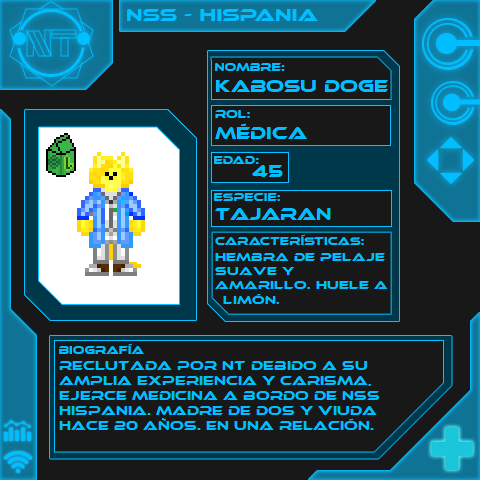 NT
NSS - HISPANIA
NOMBRE:
KABOSU DOGE
ROL:
MÉDICA
EDAD:
45
ESPECIE:
TAJARAN
CARACTERÍSTICAS:
HEMBRA DE PELAJE
SUAVE Y
AMARILLO. HUELE A
LIMÓN.
BIOGRAFÍA
RECLUTADA POR NT DEBIDO A SU
AMPLIA EXPERIENCIA Y CARISMA,
EJERCE MEDICINA A BORDO DE NSS
HISPANIA. MADRE DE DOS Y VIUDA
HACE 20 AÑOS. EN UNA RELACIÓN.